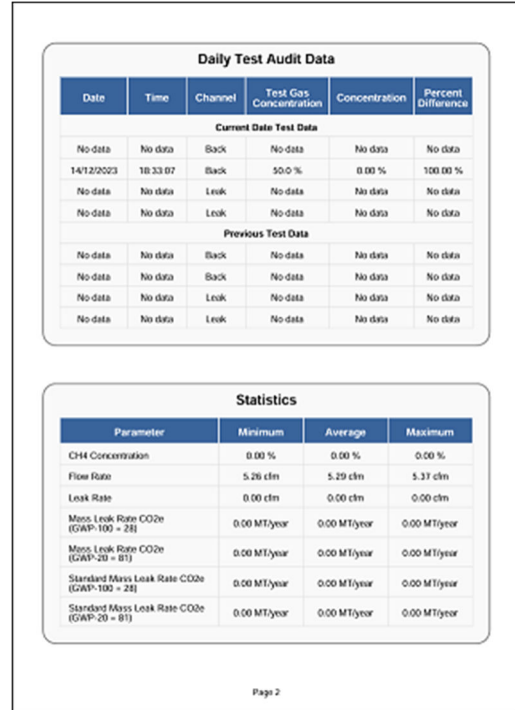 Daily Test Audit Data
Date Time Channel Test Gas Concentration Concentration Percent Difference
Current Date Test Data
No data No data Back No data No data No data
14/12/2023 18:33:07 Back 50.0 % 0.00 % 100.00 %
No data No data Leak No data No data No data
No data No data Leak No data No data No data
Previous Test Data
No data No data Back No data No data No data
No data No data Back No data No data No data
No data No data Leak No data No data No data
No data No data Leak No data No data No data
Statistics
Parameter Minimum Average Maximum
CH4 Concentration 0.00 % 0.00 % 0.00 %
Flow Rate 5.26 cfm 5.29 cfm 5.37 cfm
Leak Rate 0.00 cfm 0.00 cfm 0.00 cfm
Mass Leak Rate CO2e (GWP-100 = 28) 0.00 MT/year 0.00 MT/year 0.00 MT/year
Mass Leak Rate CO2e (GWP-20 = 81) 0.00 MT/year 0.00 MT/year 0.00 MT/year
Standard Mass Leak Rate CO2e (GWP-100 = 28) 0.00 MT/year 0.00 MT/year 0.00 MT/year
Standard Mass Leak Rate CO2e (GWP-20 = 81) 0.00 MT/year 0.00 MT/year 0.00 MT/year
Page 2